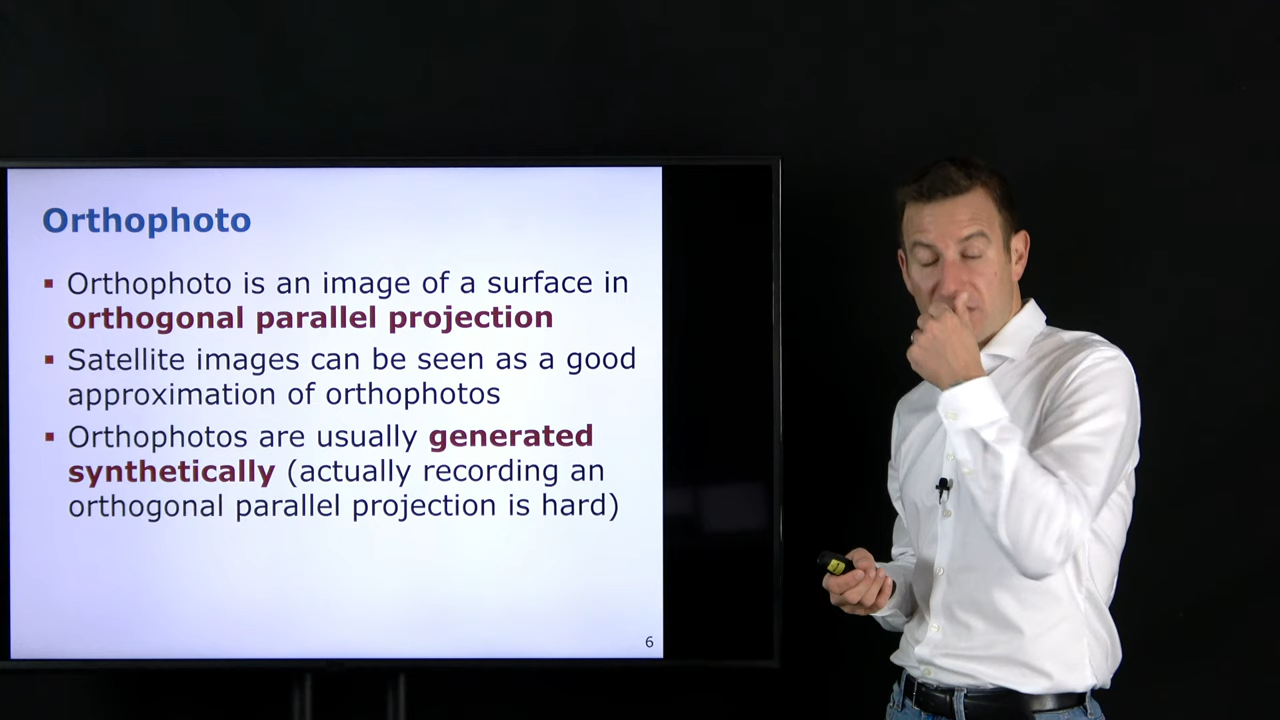 Orthophoto
▪ Orthophoto is an image of a surface in
orthogonal parallel projection
▪ Satellite images can be seen as a good
approximation of orthophotos
▪ Orthophotos are usually generated
synthetically (actually recording an
orthogonal parallel projection is hard)
6